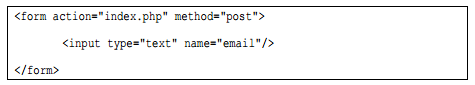 <form action="index.php" method="post">
<input type="text" name="email"/>
</form>